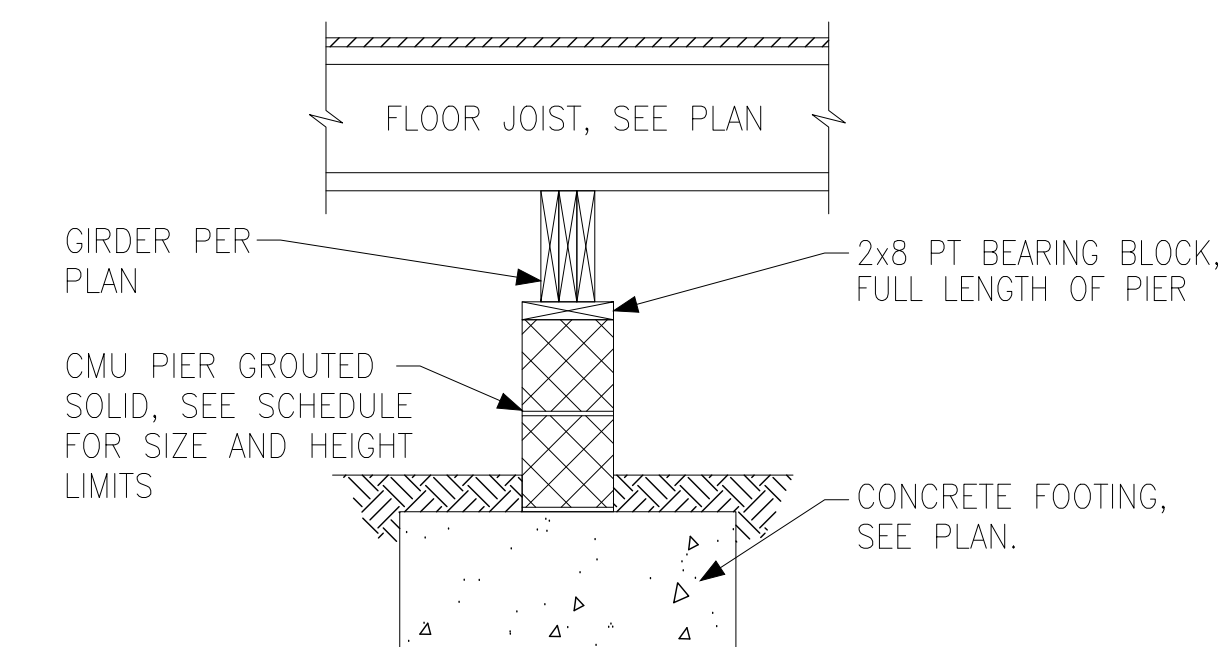 FLOOR JOIST, SEE PLAN
GIRDER PER
PLAN
2x8 PT BEARING BLOCK,
FULL LENGTH OF PIER
CMU PIER GROUTED
SOLID, SEE SCHEDULE
FOR SIZE AND HEIGHT
LIMITS
CONCRETE FOOTING,
SEE PLAN.